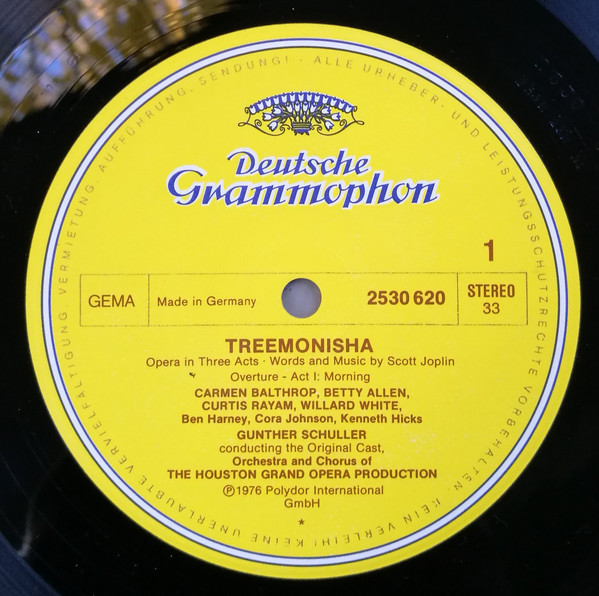 ALLE URHEBER- UND LEISTUNGSSCHUTZRECHTE VORBEHALTEN. KEIN VERLEIH! KEINE UNERLAUBTE VERVIELFÄLTIGUNG, VERMIETUNG, AUFFÜHRUNG, SENDUNG! -
Deutsche
Grammophon
1
GEMA Made in Germany 2530 620 STEREO
33
TREEMONISHA
Opera in Three Acts · Words and Music by Scott Joplin
Overture - Act I: Morning
CARMEN BALTHROP, BETTY ALLEN,
CURTIS RAYAM, WILLARD WHITE,
Ben Harney, Cora Johnson, Kenneth Hicks
GUNTHER SCHULLER
conducting the Original Cast,
Orchestra and Chorus of
THE HOUSTON GRAND OPERA PRODUCTION
Ⓟ1976 Polydor International
GmbH
*